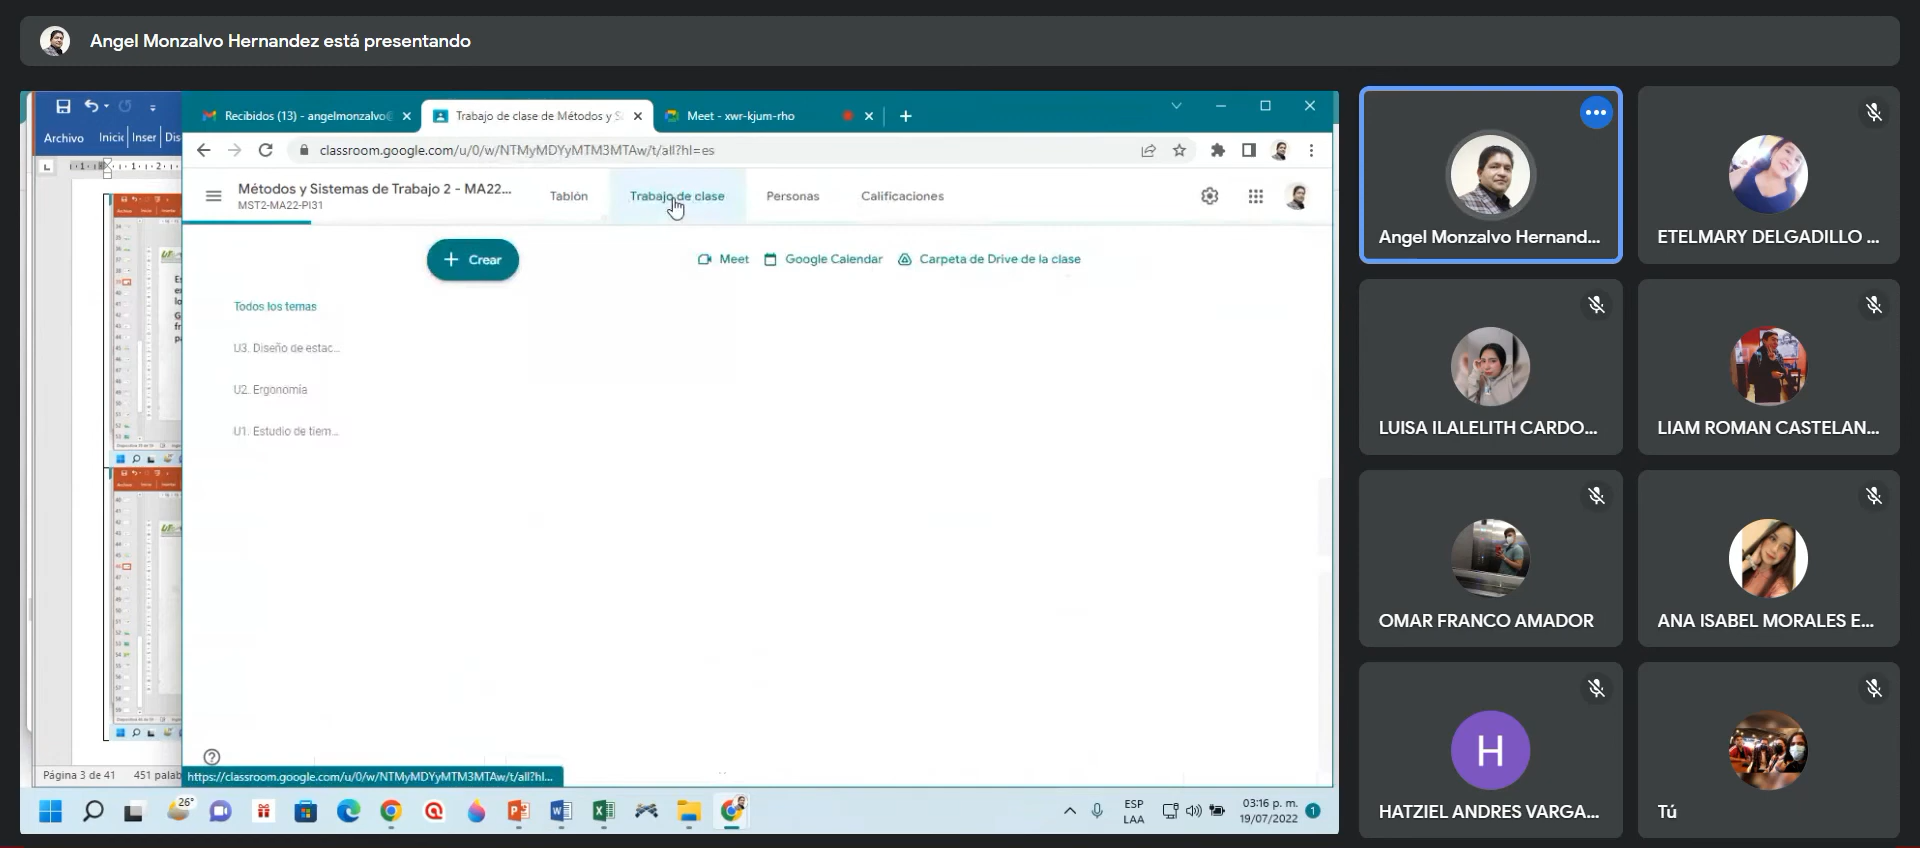 Angel Monzalvo Hernandez está presentando
Archivo Inicic Inser Dis
Recibidos (13) - angelmonzalvo@
Trabajo de clase de Métodos y S
Meet - xwr-kjum-rho
classroom.google.com/u/0/w/NTMyMDYyMTM3MTAw/t/all?hl=es
Métodos y Sistemas de Trabajo 2 - MA22...
MST2-MA22-PI31
Tablón
Trabajo de clase
Personas
Calificaciones
Crear
Meet
Google Calendar
Carpeta de Drive de la clase
Todos los temas
U3. Diseño de estac...
U2. Ergonomía
U1. Estudio de tiem...
https://classroom.google.com/u/0/w/NTMyMDYyMTM3MTAw/t/all?hl...
Página 3 de 41 451 palab
26°
ESP
LAA
03:16 p. m.
19/07/2022
1
Angel Monzalvo Hernand...
ETELMARY DELGADILLO ...
LUISA ILALELITH CARDO...
LIAM ROMAN CASTELAN...
OMAR FRANCO AMADOR
ANA ISABEL MORALES E...
H
HATZIEL ANDRES VARGA...
Tú